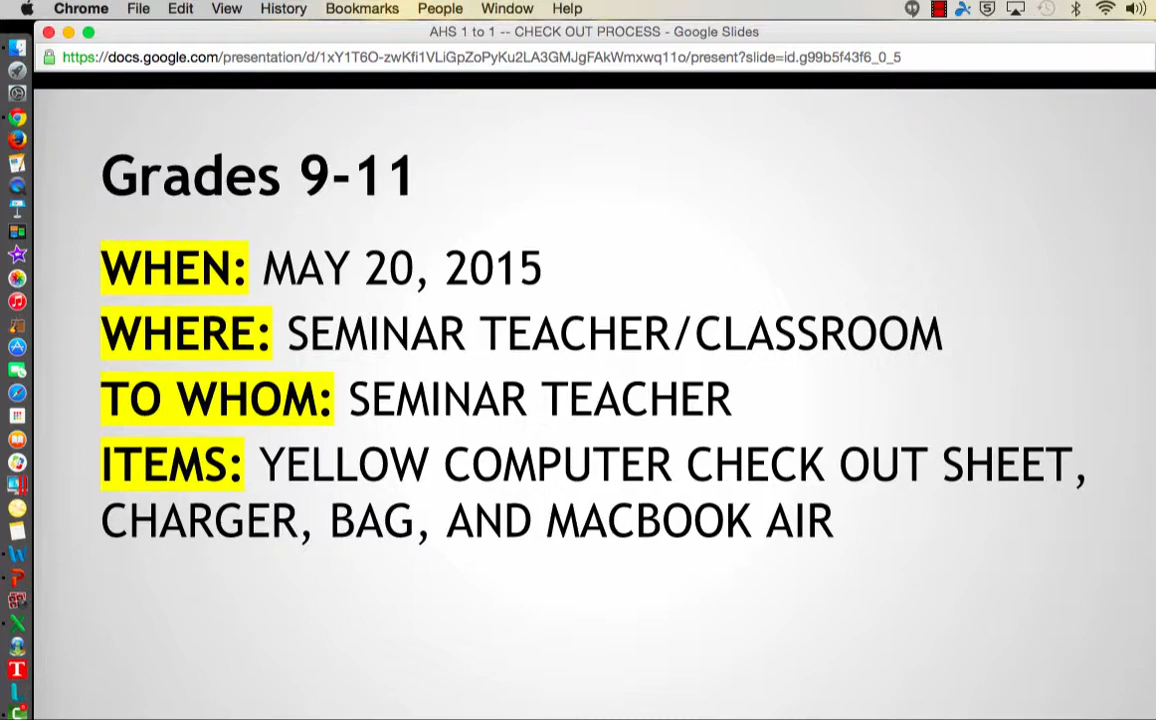 Chrome File Edit View History Bookmarks People Window Help
AHS 1 to 1 -- CHECK OUT PROCESS - Google Slides
https://docs.google.com/presentation/d/1xY1T6O-zwKfi1VLiGpZoPyKu2LA3GMJgFAkWmxwq11o/present?slide=id.g99b5f43f6_0_5
Grades 9-11
WHEN: MAY 20, 2015
WHERE: SEMINAR TEACHER/CLASSROOM
TO WHOM: SEMINAR TEACHER
ITEMS: YELLOW COMPUTER CHECK OUT SHEET,
CHARGER, BAG, AND MACBOOK AIR